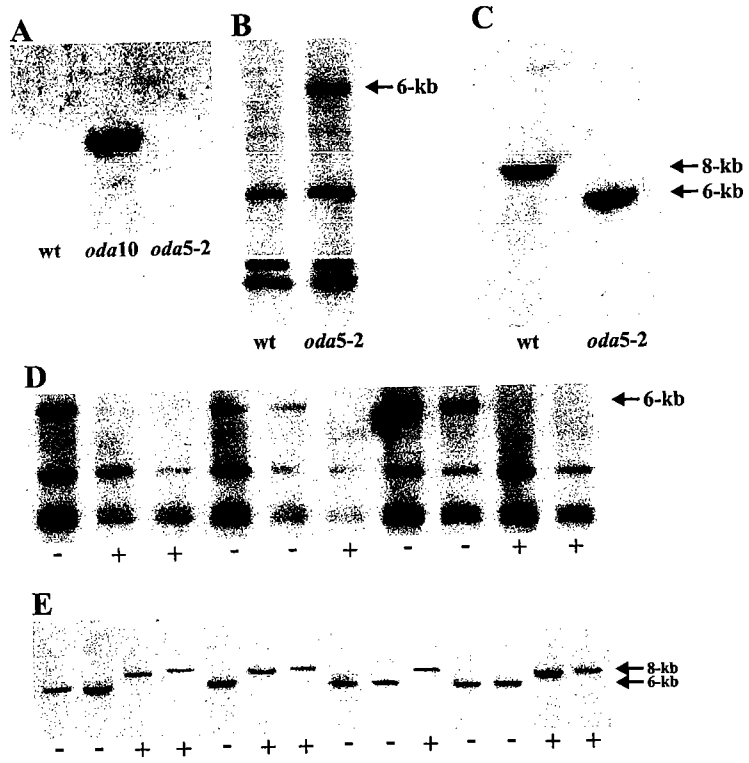 A
wt oda10 oda5-2
B
← 6-kb
wt oda5-2
C
← 8-kb
← 6-kb
wt oda5-2
D
← 6-kb
- + + - - + - - + +
E
← 8-kb
← 6-kb
- - + + - + + - - + - - + +